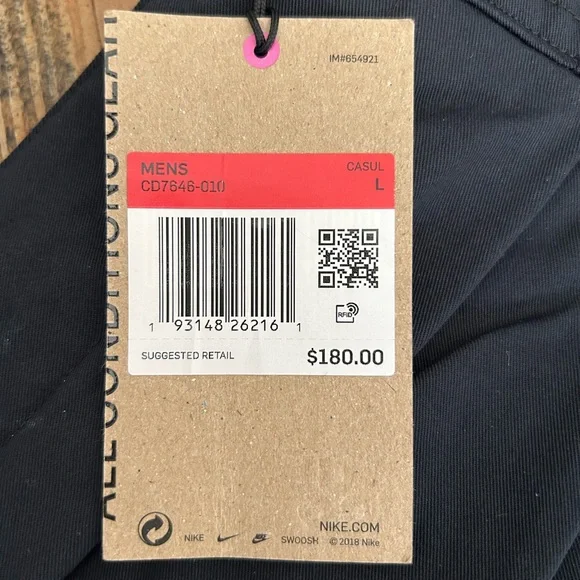 ALL CONDITIONS GEAR
IM#654921
MENS CASUL
CD7646-010 L
1 93148 26216 1
RFID
SUGGESTED RETAIL $180.00
NIKE.COM
NIKE SWOOSH © 2018 Nike